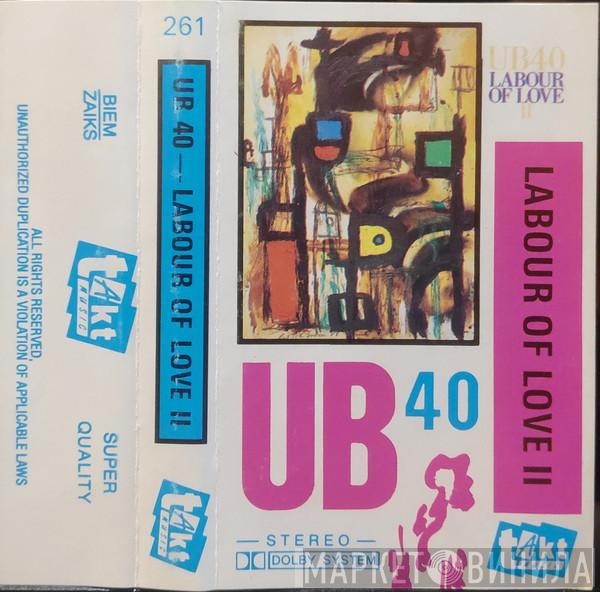 BIEM
ZAIKS
ALL RIGHTS RESERVED,
UNAUTHORIZED DUPLICATION IS A VIOLATION OF APPLICABLE LAWS
takt
MUSIC
SUPER
QUALITY
261
UB 40 — LABOUR OF LOVE II
takt
MUSIC
UB40
LABOUR
OF LOVE
II
LABOUR OF LOVE II
UB40
— STEREO —
DOLBY SYSTEM
takt
МАРКЕТ ВИНИЛА